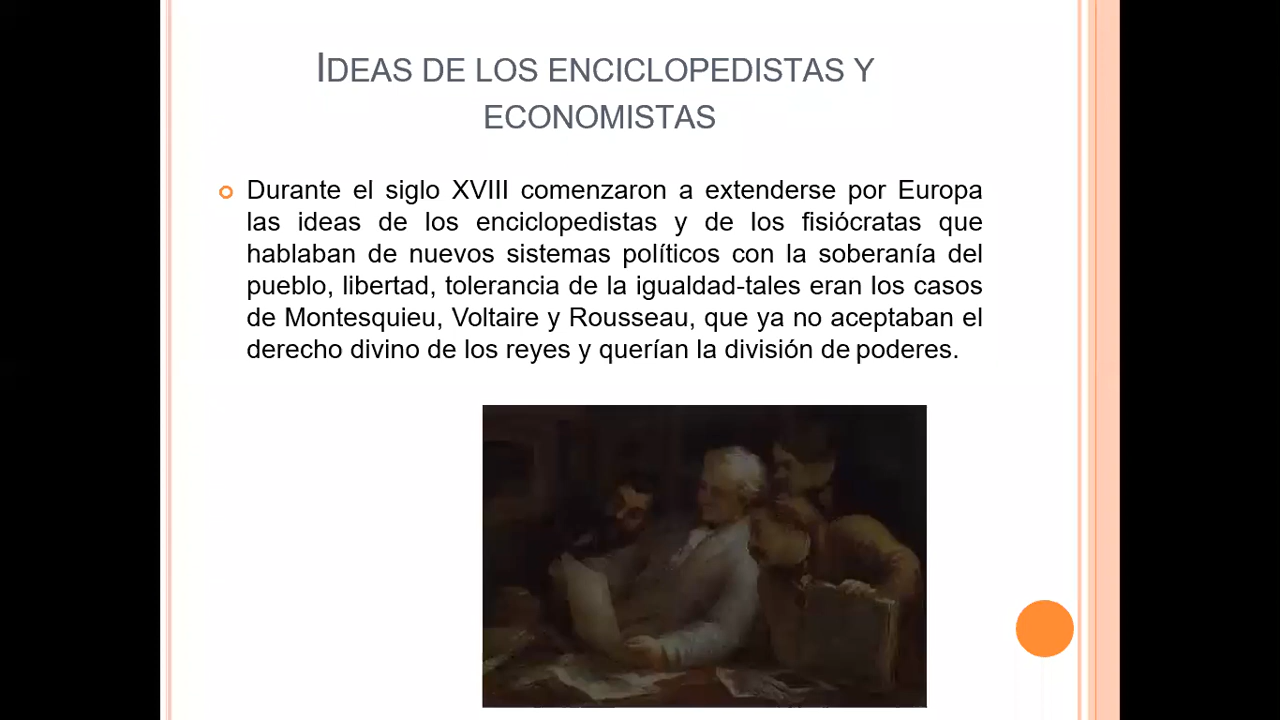 IDEAS DE LOS ENCICLOPEDISTAS Y
ECONOMISTAS
Durante el siglo XVIII comenzaron a extenderse por Europa
las ideas de los enciclopedistas y de los fisiócratas que
hablaban de nuevos sistemas políticos con la soberanía del
pueblo, libertad, tolerancia de la igualdad-tales eran los casos
de Montesquieu, Voltaire y Rousseau, que ya no aceptaban el
derecho divino de los reyes y querían la división de poderes.